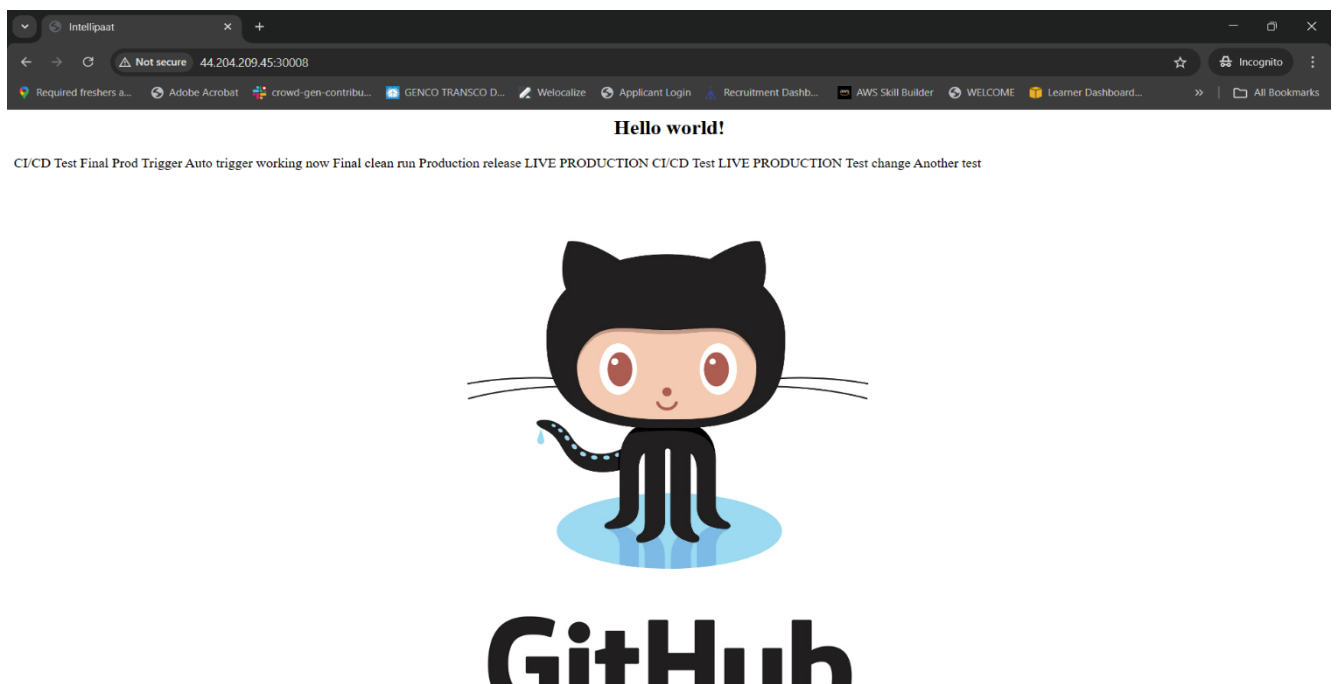 Intellipaat
Not secure 44.204.209.45:30008 Incognito
Required freshers a... Adobe Acrobat crowd-gen-contribu... GENCO TRANSCO D... Welocalize Applicant Login Recruitment Dashb... AWS Skill Builder WELCOME Learner Dashboard... » All Bookmarks
Hello world!
CI/CD Test Final Prod Trigger Auto trigger working now Final clean run Production release LIVE PRODUCTION CI/CD Test LIVE PRODUCTION Test change Another test
GitHub